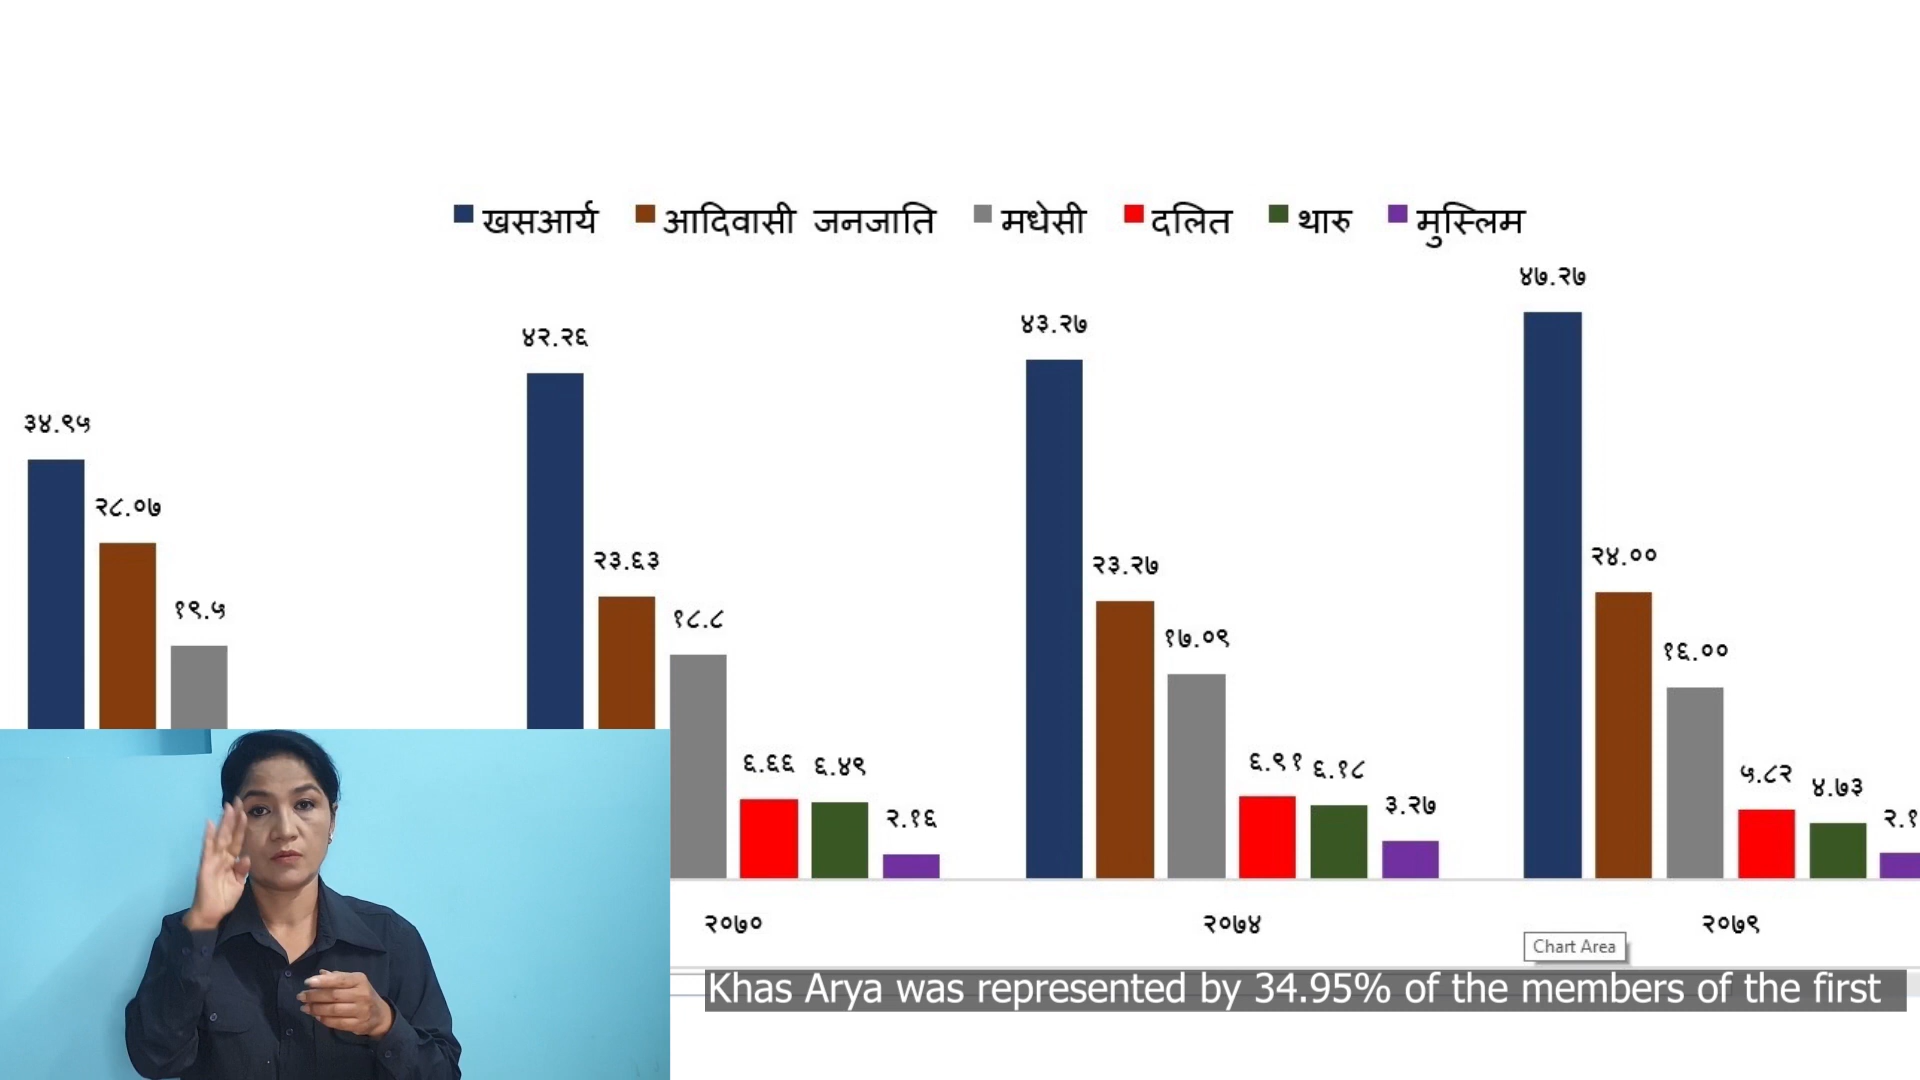 खसआर्य आदिवासी जनजाति मधेसी दलित थारु मुस्लिम
३४.९५ २८.०७ १९.५
४२.२६ २३.६३ १८.८ ६.६६ ६.४९ २.१६
४३.२७ २३.२७ १७.०९ ६.९१ ६.१८ ३.२७
४७.२७ २४.०० १६.०० ५.८२ ४.७३
२०७० २०७४ २०७९
Chart Area
Khas Arya was represented by 34.95% of the members of the first